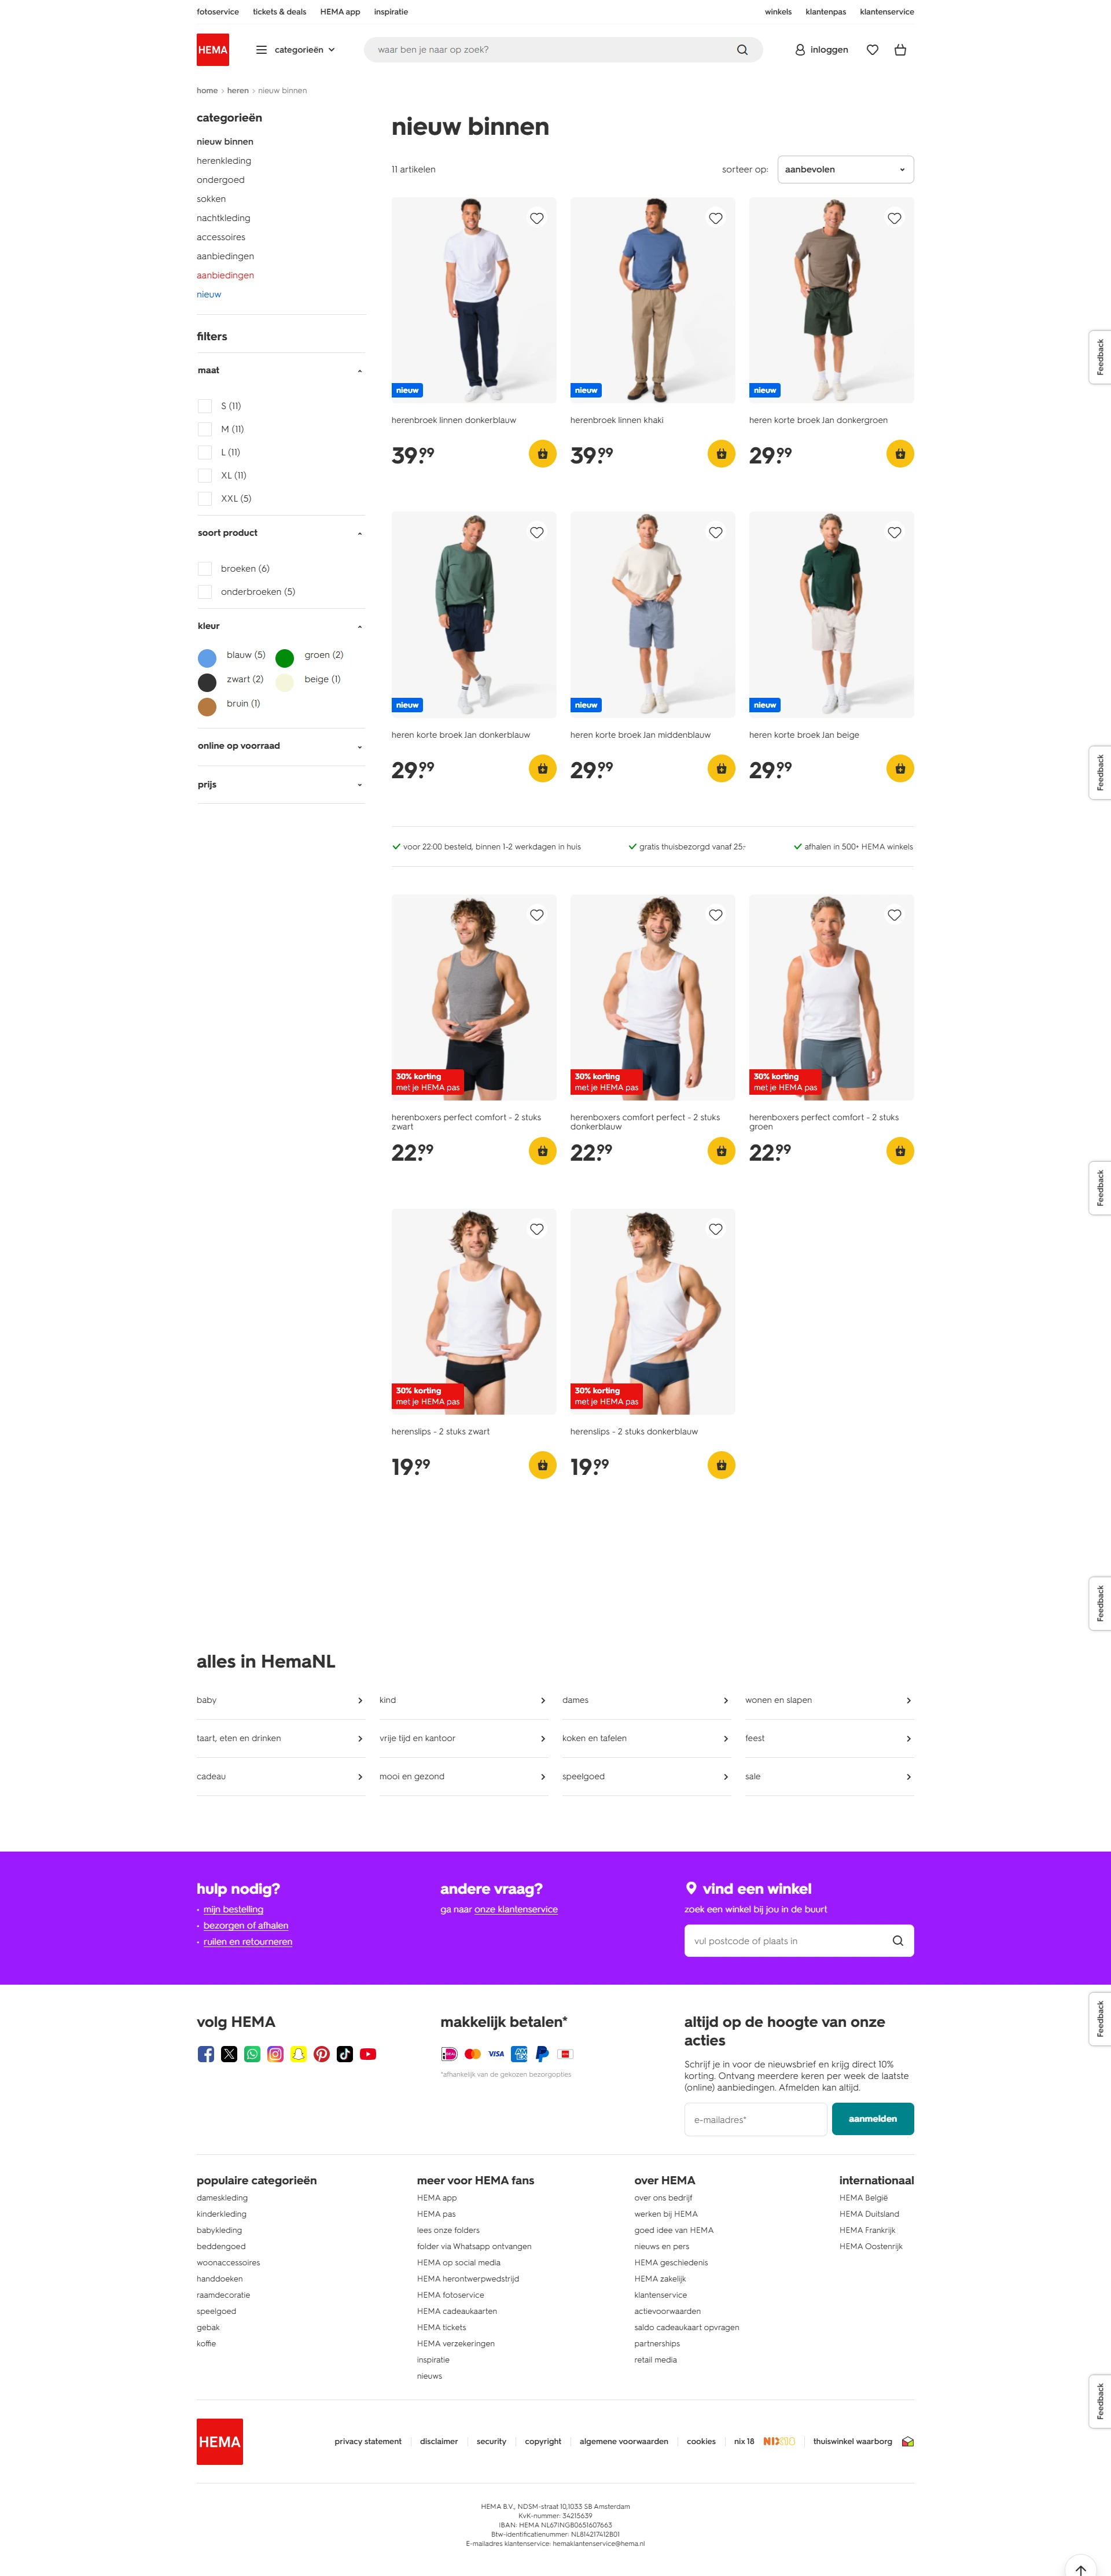 fotoservice tickets & deals HEMA app inspiratie winkels klantenpas klantenservice
HEMA categorieën waar ben je naar op zoek? inloggen
home > heren > nieuw binnen
categorieën
nieuw binnen
herenkleding
ondergoed
sokken
nachtkleding
accessoires
aanbiedingen
aanbiedingen
nieuw
filters
maat
S (11)
M (11)
L (11)
XL (11)
XXL (5)
soort product
broeken (6)
onderbroeken (5)
kleur
blauw (5) groen (2)
zwart (2) beige (1)
bruin (1)
online op voorraad
prijs
nieuw binnen
11 artikelen sorteer op: aanbevolen
nieuw nieuw nieuw
herenbroek linnen donkerblauw herenbroek linnen khaki heren korte broek Jan donkergroen
39.99 39.99 29.99
nieuw nieuw nieuw
heren korte broek Jan donkerblauw heren korte broek Jan middenblauw heren korte broek Jan beige
29.99 29.99 29.99
voor 22:00 besteld, binnen 1-2 werkdagen in huis gratis thuisbezorgd vanaf 25.- afhalen in 500+ HEMA winkels
30% korting 30% korting 30% korting
met je HEMA pas met je HEMA pas met je HEMA pas
herenboxers perfect comfort - 2 stuks herenboxers comfort perfect - 2 stuks herenboxers perfect comfort - 2 stuks
zwart donkerblauw groen
22.99 22.99 22.99
30% korting 30% korting
met je HEMA pas met je HEMA pas
herenslips - 2 stuks zwart herenslips - 2 stuks donkerblauw
19.99 19.99
Feedback
Feedback
Feedback
Feedback
Feedback
Feedback
alles in HemaNL
baby kind dames wonen en slapen
taart, eten en drinken vrije tijd en kantoor koken en tafelen feest
cadeau mooi en gezond speelgoed sale
hulp nodig?
• mijn bestelling
• bezorgen of afhalen
• ruilen en retourneren
andere vraag?
ga naar onze klantenservice
vind een winkel
zoek een winkel bij jou in de buurt
vul postcode of plaats in
volg HEMA
makkelijk betalen*
*afhankelijk van de gekozen bezorgopties
altijd op de hoogte van onze
acties
Schrijf je in voor de nieuwsbrief en krijg direct 10%
korting. Ontvang meerdere keren per week de laatste
(online) aanbiedingen. Afmelden kan altijd.
e-mailadres* aanmelden
populaire categorieën
dameskleding
kinderkleding
babykleding
beddengoed
woonaccessoires
handdoeken
raamdecoratie
speelgoed
gebak
koffie
meer voor HEMA fans
HEMA app
HEMA pas
lees onze folders
folder via Whatsapp ontvangen
HEMA op social media
HEMA herontwerpwedstrijd
HEMA fotoservice
HEMA cadeaukaarten
HEMA tickets
HEMA verzekeringen
inspiratie
nieuws
over HEMA
over ons bedrijf
werken bij HEMA
goed idee van HEMA
nieuws en pers
HEMA geschiedenis
HEMA zakelijk
klantenservice
actievoorwaarden
saldo cadeaukaart opvragen
partnerships
retail media
internationaal
HEMA België
HEMA Duitsland
HEMA Frankrijk
HEMA Oostenrijk
HEMA privacy statement disclaimer security copyright algemene voorwaarden cookies nix 18 thuiswinkel waarborg
HEMA B.V., NDSM-straat 10,1033 SB Amsterdam
KvK-nummer: 34215639
IBAN: HEMA NL67INGB0651607663
Btw-identificatienummer: NL814217412B01
E-mailadres klantenservice: hemaklantenservice@hema.nl